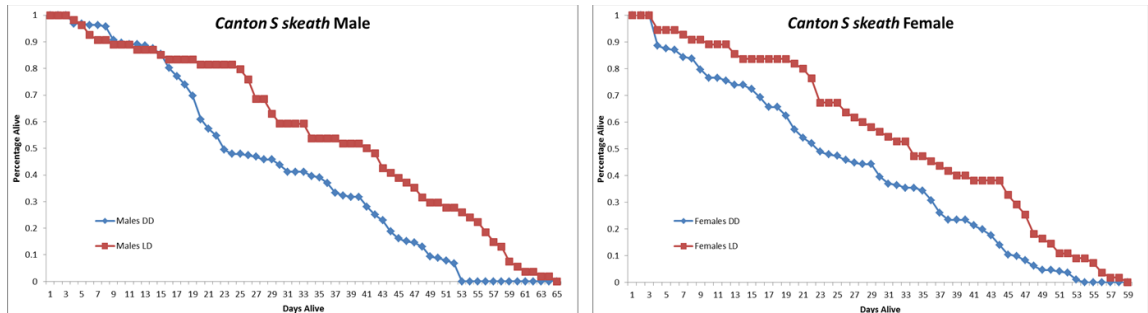 Canton S skeath Male
1
0.9
0.8
0.7
0.6
0.5
0.4
0.3
0.2
0.1
0
Percentage Alive
Males DD
Males LD
1 3 5 7 9 11 13 15 17 19 21 23 25 27 29 31 33 35 37 39 41 43 45 47 49 51 53 55 57 59 61 63 65
Days Alive
Canton S skeath Female
1
0.9
0.8
0.7
0.6
0.5
0.4
0.3
0.2
0.1
0
Percentage Alive
Females DD
Females LD
1 3 5 7 9 11 13 15 17 19 21 23 25 27 29 31 33 35 37 39 41 43 45 47 49 51 53 55 57 59
Days Alive